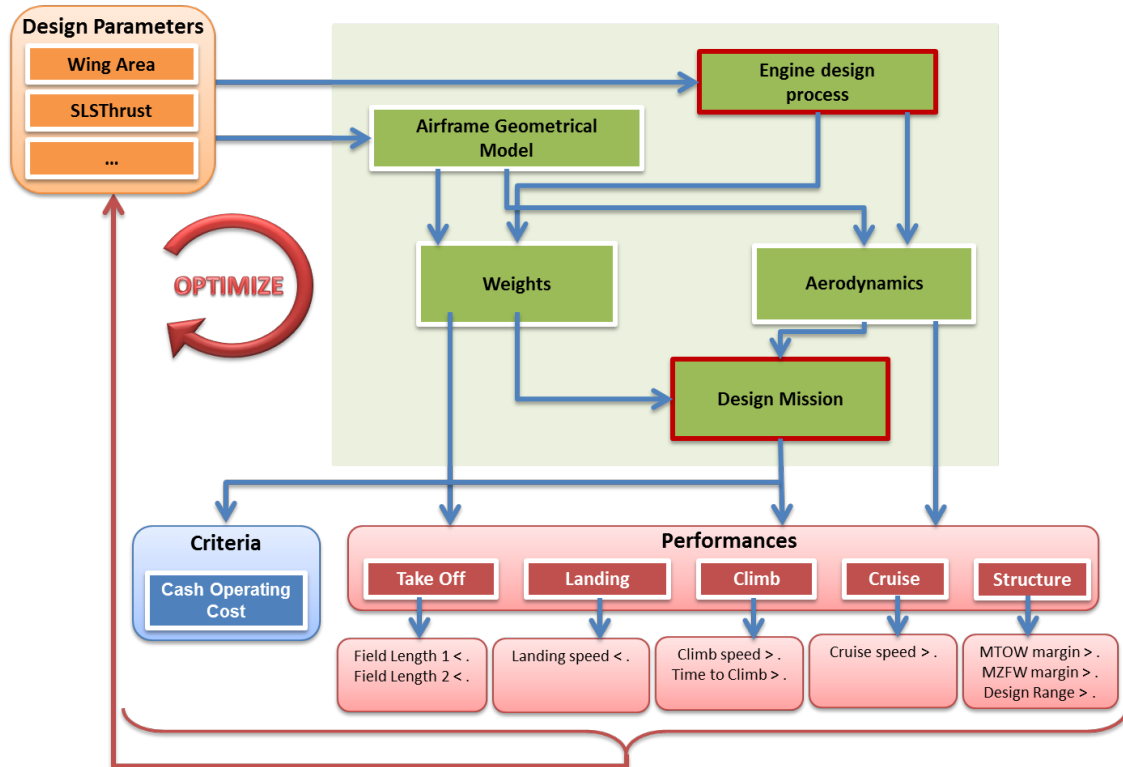 Design Parameters
Wing Area
SLSThrust
...
Engine design
process
Airframe Geometrical
Model
OPTIMIZE
Weights
Aerodynamics
Design Mission
Criteria
Cash Operating
Cost
Performances
Take Off
Landing
Climb
Cruise
Structure
Field Length 1 < .
Field Length 2 < .
Landing speed < .
Climb speed > .
Time to Climb > .
Cruise speed > .
MTOW margin > .
MZFW margin > .
Design Range > .